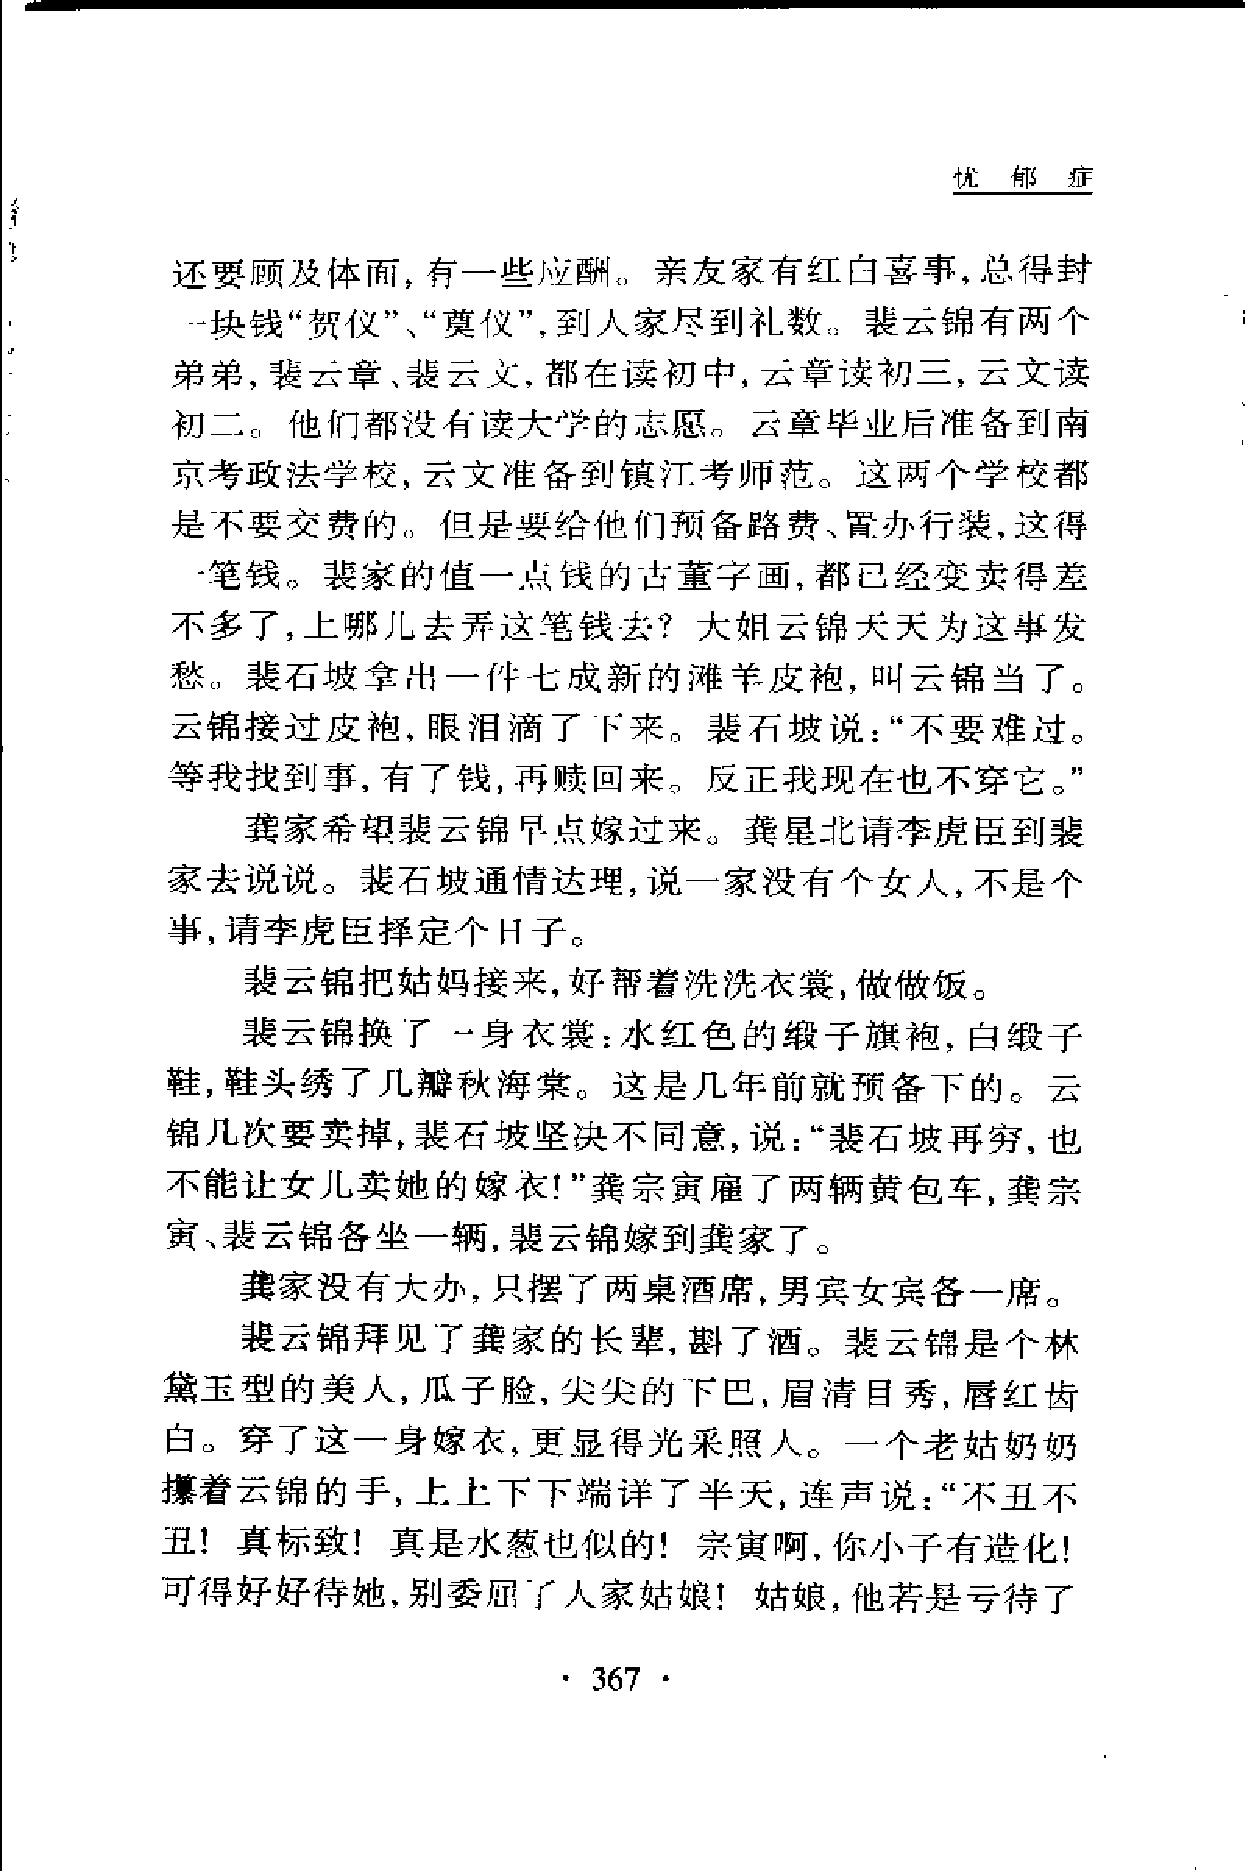 忧郁症
还要顾及体面，有一些应酬。亲友家有红白喜事，总得封
一块钱“贺仪”、“奠仪”，到人家尽到礼数。裴云锦有两个
弟弟，裴云章、裴云文，都在读初中，云章读初三，云文读
初二。他们都没有读大学的志愿。云章毕业后准备到南
京考政法学校，云文准备到镇江考师范。这两个学校都
是不要交费的。但是要给他们预备路费、置办行装，这得
一笔钱。裴家的值一点钱的古董字画，都已经变卖得差
不多了，上哪儿去弄这笔钱去？大姐云锦天天为这事发
愁。裴石坡拿出一件七成新的滩羊皮袍，叫云锦当了。
云锦接过皮袍，眼泪滴了下来。裴石坡说：“不要难过。
等我找到事，有了钱，再赎回来。反正我现在也不穿它。”
龚家希望裴云锦早点嫁过来。龚星北请李虎臣到裴
家去说说。裴石坡通情达理，说一家没有个女人，不是个
事，请李虎臣择定个日子。
裴云锦把姑妈接来，好帮着洗洗衣裳，做做饭。
裴云锦换了一身衣裳：水红色的缎子旗袍，白缎子
鞋，鞋头绣了几瓣秋海棠。这是几年前就预备下的。云
锦几次要卖掉，裴石坡坚决不同意，说：“裴石坡再穷，也
不能让女儿卖她的嫁衣！”龚宗寅雇了两辆黄包车，龚宗
寅、裴云锦各坐一辆，裴云锦嫁到龚家了。
龚家没有大办，只摆了两桌酒席，男宾女宾各一席。
裴云锦拜见了龚家的长辈，斟了酒。裴云锦是个林
黛玉型的美人，瓜子脸，尖尖的下巴，眉清目秀，唇红齿
白。穿了这一身嫁衣，更显得光采照人。一个老姑奶奶
攥着云锦的手，上上下下端详了半天，连声说：“不丑不
丑！真标致！真是水葱也似的！宗寅啊，你小子有造化！
可得好好待她，别委屈了人家姑娘！姑娘，他若是亏待了
· 367 ·